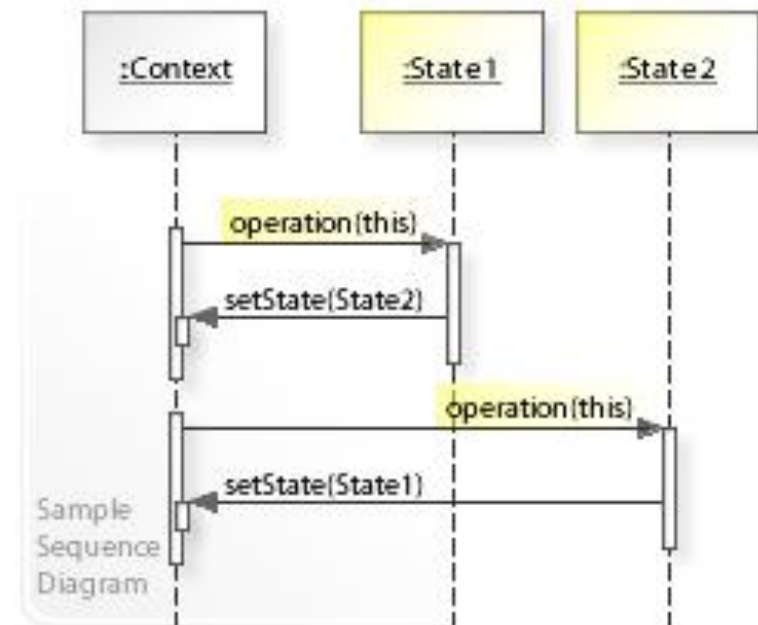 :Context
:State1
:State2
operation(this)
setState(State2)
operation(this)
setState(State1)
Sample
Sequence
Diagram